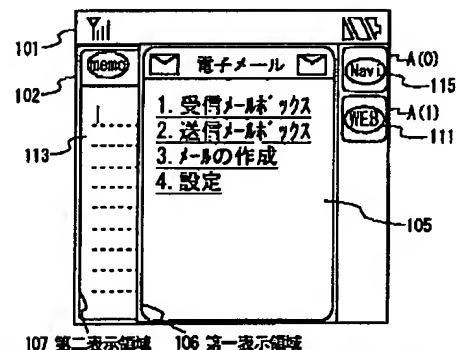 101
102
memo
電子メール
Navi
A(0)
115
1. 受信メールボックス
WEB
A(1)
111
2. 送信メールボックス
113
3. メールの作成
4. 設定
105
107 第二表示領域
106 第一表示領域